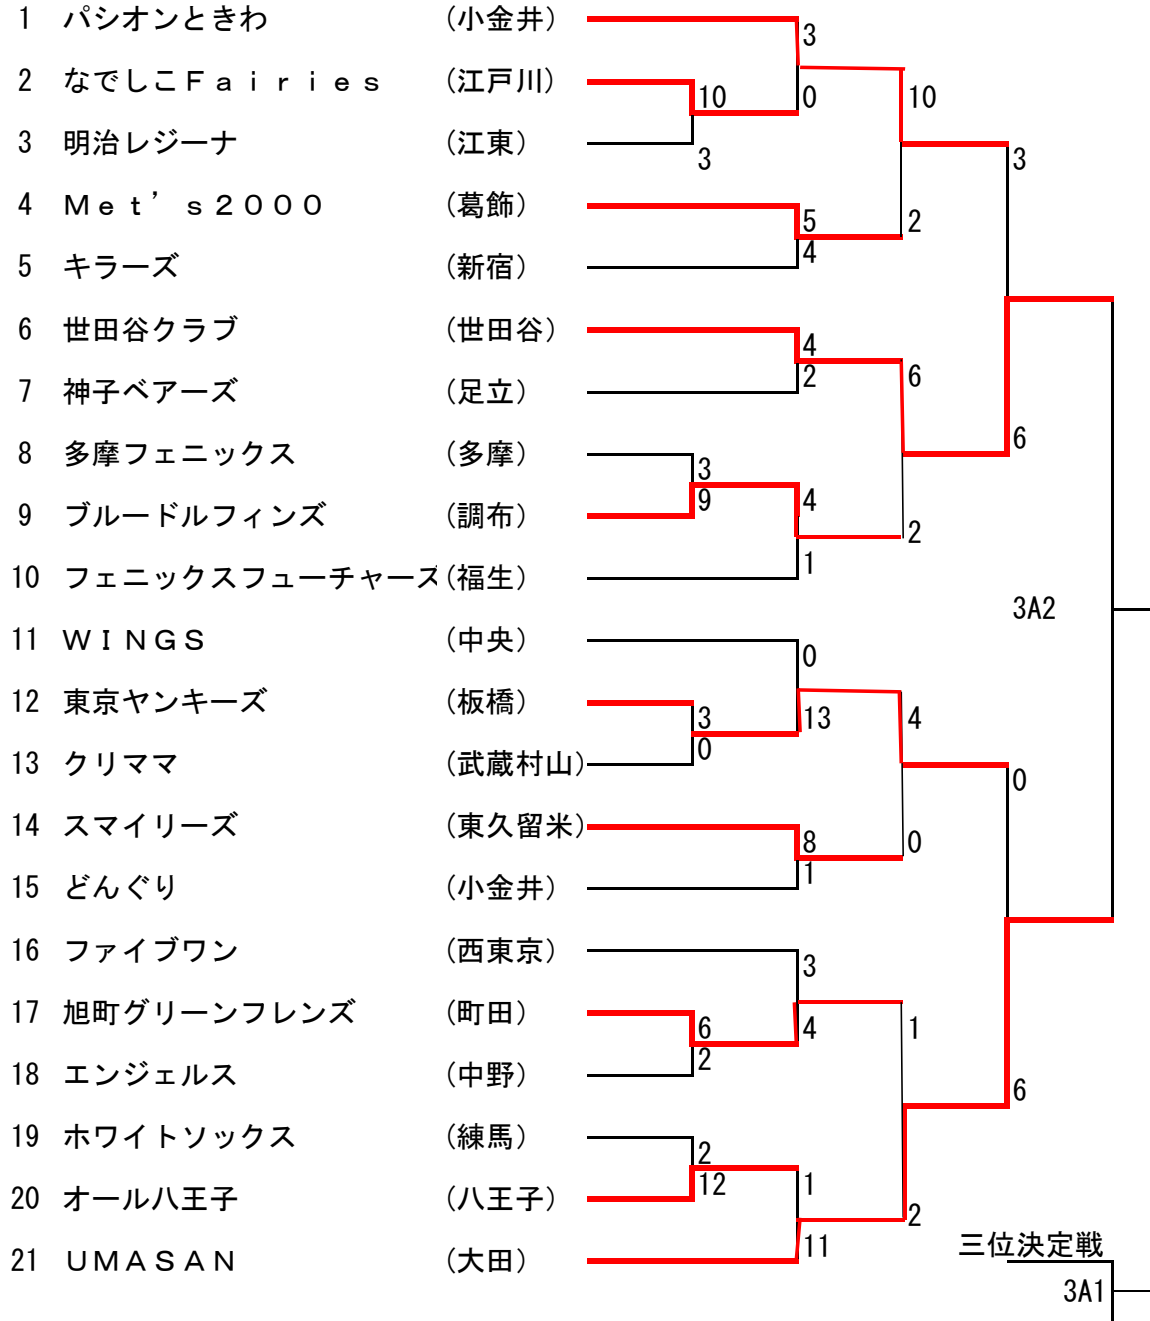 1 パシオンときわ (小金井)
3
2 なでしこＦａｉｒｉｅｓ (江戸川)
10 0 10
3 明治レジーナ (江東)
3 3
4 Ｍｅｔ’ｓ２０００ (葛飾)
5 2
5 キラーズ (新宿)
4
6 世田谷クラブ (世田谷)
4
7 神子ベアーズ (足立)
2 6
8 多摩フェニックス (多摩)
3 6
9 ブルードルフィンズ (調布)
9 4 2
10 フェニックスフューチャーズ (福生)
1
3A2
11 ＷＩＮＧＳ (中央)
0
12 東京ヤンキーズ (板橋)
3 13 4
13 クリママ (武蔵村山)
0 0
14 スマイリーズ (東久留米)
8 0
15 どんぐり (小金井)
1
16 ファイブワン (西東京)
3
17 旭町グリーンフレンズ (町田)
6 4 1
18 エンジェルス (中野)
2 6
19 ホワイトソックス (練馬)
2
20 オール八王子 (八王子)
12 1 2
21 ＵＭＡＳＡＮ (大田)
11
三位決定戦
3A1